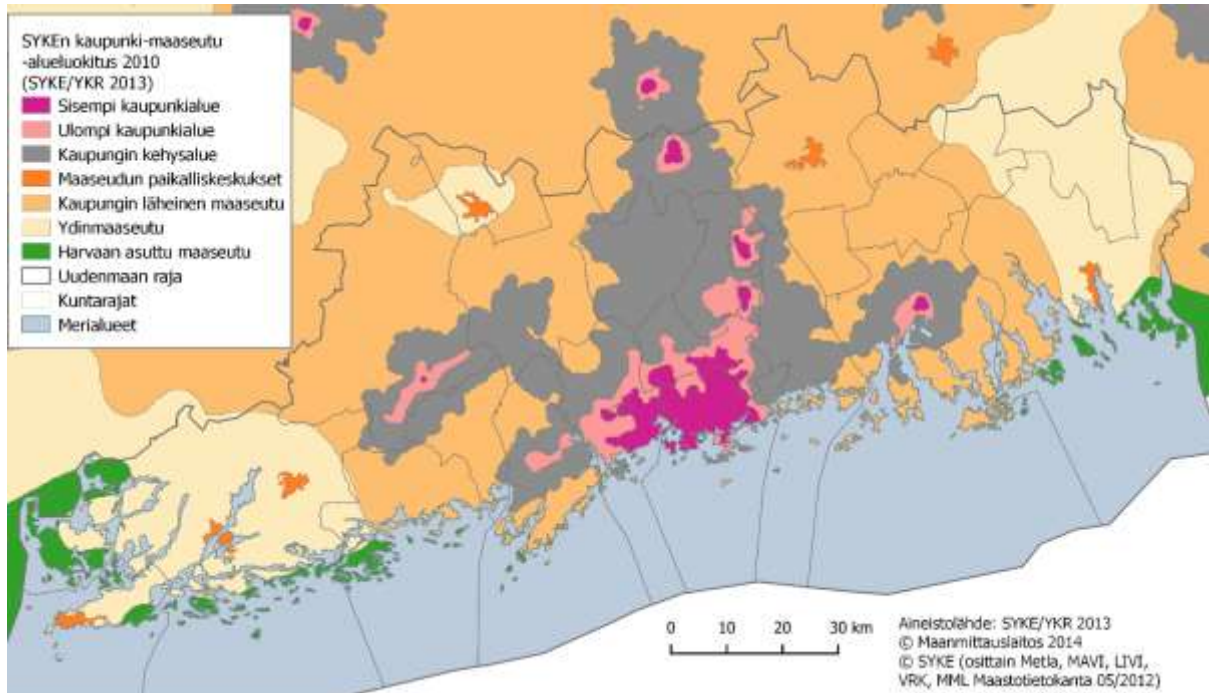 SYKEn kaupunki-maaseutu
-alueluokitus 2010
(SYKE/YKR 2013)
Sisempi kaupunkialue
Ulompi kaupunkialue
Kaupungin kehysalue
Maaseudun paikalliskeskukset
Kaupungin läheinen maaseutu
Ydinmaaseutu
Harvaan asuttu maaseutu
Uudenmaan raja
Kuntarajat
Merialueet
0 10 20 30 km
Aineistolähde: SYKE/YKR 2013
© Maanmittauslaitos 2014
© SYKE (osittain Metla, MAVI, LIVI,
VRK, MML Maastotietokanta 05/2012)